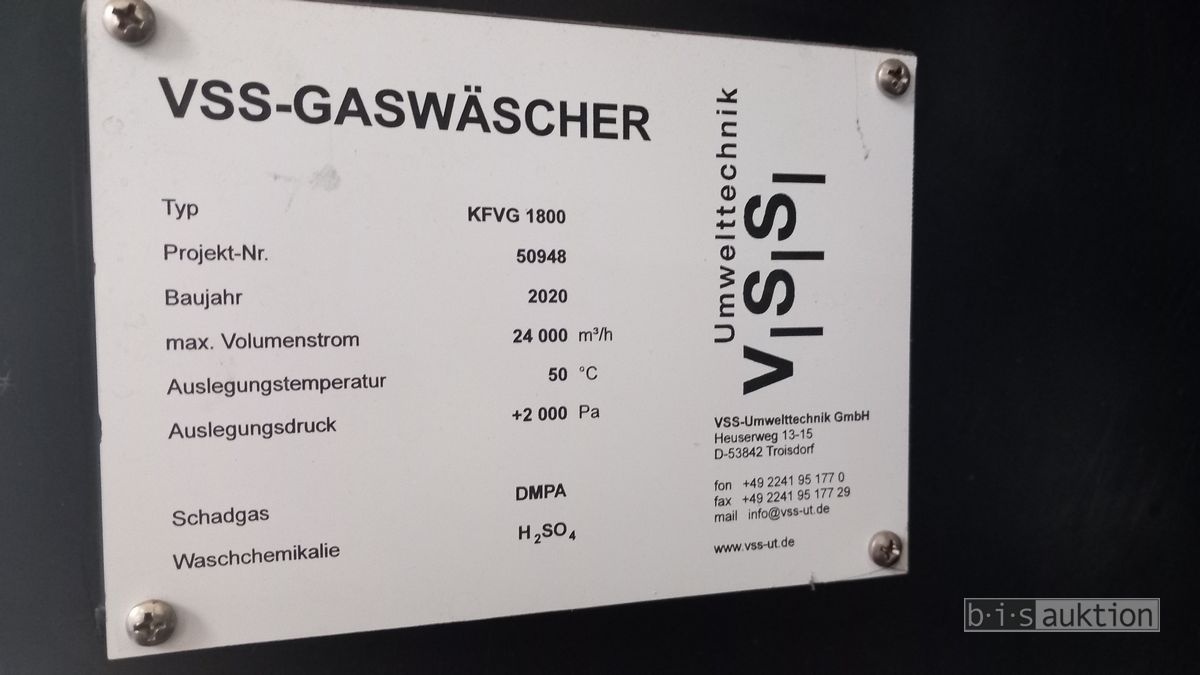 VSS-GASWÄSCHER
Typ KFVG 1800
Projekt-Nr. 50948
Baujahr 2020
max. Volumenstrom 24 000 m³/h
Auslegungstemperatur 50 °C
Auslegungsdruck +2 000 Pa
Schadgas DMPA
Waschchemikalie H₂SO₄
Umwelttechnik
V|S|S|
VSS-Umwelttechnik GmbH
Heuserweg 13-15
D-53842 Troisdorf
fon +49 2241 95 177 0
fax +49 2241 95 177 29
mail info@vss-ut.de
www.vss-ut.de
b·i·s auktion